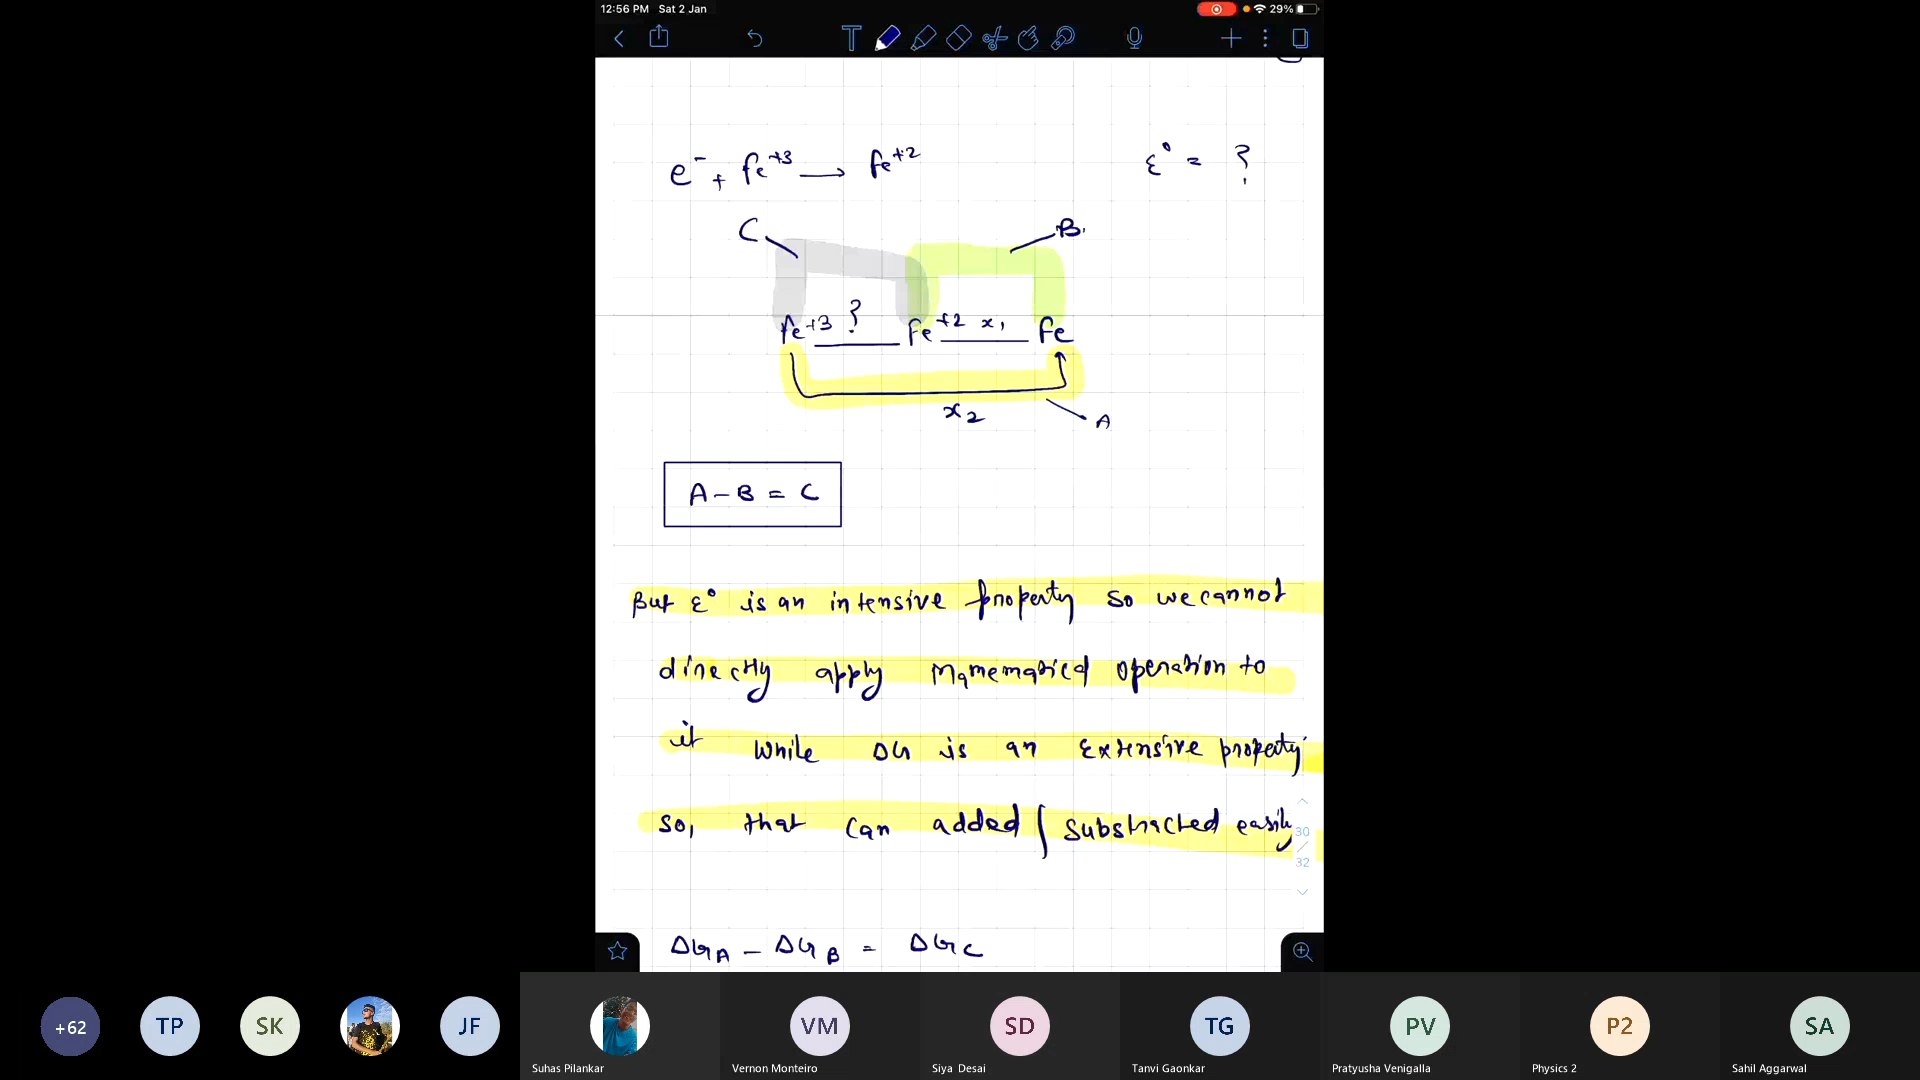 12:56 PM Sat 2 Jan
29%
e⁻ + Fe⁺³ → Fe⁺² ε° = ?
C B.
Fe+3 ? Fe+2 x₁ Fe
x₂
A
A - B = C
But ε° is an intensive property so we cannot
directly apply operation to
it while ΔG is an Extensive property
so, that can added / substracted easily
30
32
ΔG_A - ΔG_B = ΔG_C
+62 TP SK JF VM SD TG PV P2 SA
Suhas Pilankar Vernon Monteiro Siya Desai Tanvi Gaonkar Pratyusha Venigalla Physics 2 Sahil Aggarwal